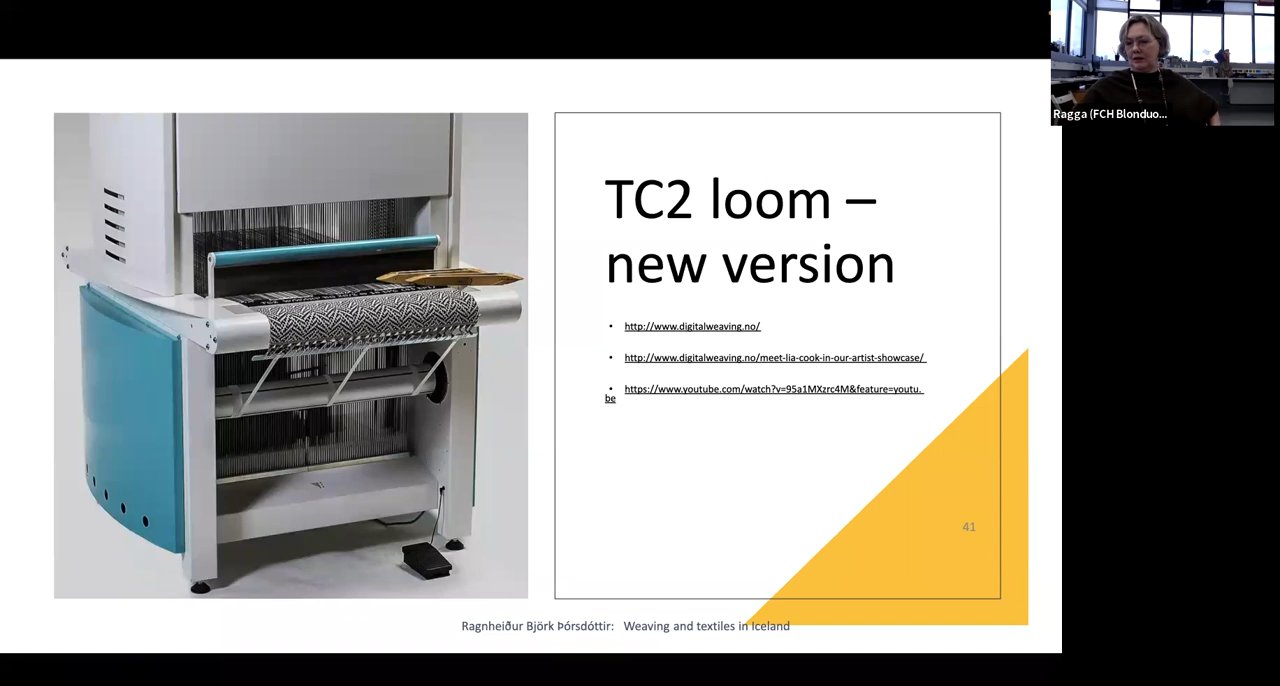 Ragga (FCH Blonduo...
TC2 loom –
new version
• http://www.digitalweaving.no/
• http://www.digitalweaving.no/meet-lia-cook-in-our-artist-showcase/
• https://www.youtube.com/watch?v=95a1MXzrc4M&feature=youtu.
be
41
Ragnheiður Björk Þórsdóttir: Weaving and textiles in Iceland